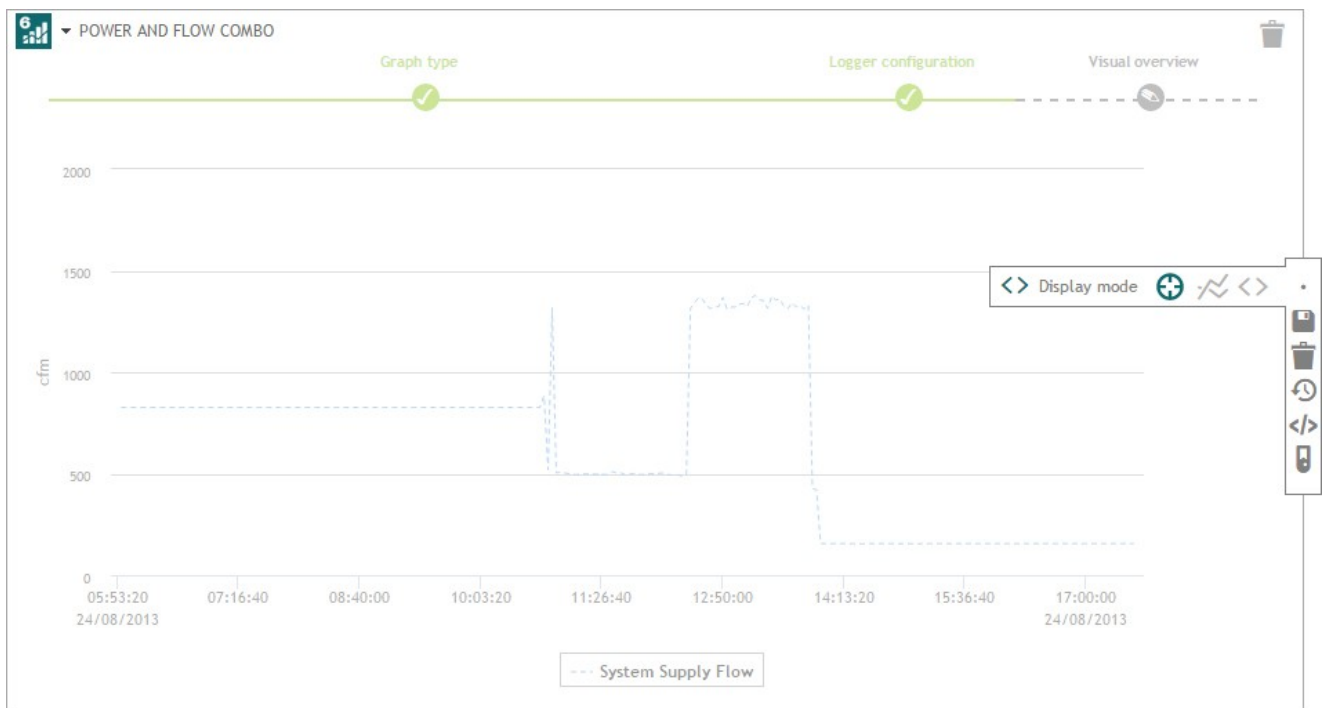 6
POWER AND FLOW COMBO
Graph type
Logger configuration
Visual overview
2000
1500
<> Display mode <>
cfm
1000
</>
500
0
05:53:20 07:16:40 08:40:00 10:03:20 11:26:40 12:50:00 14:13:20 15:36:40 17:00:00
24/08/2013 24/08/2013
System Supply Flow